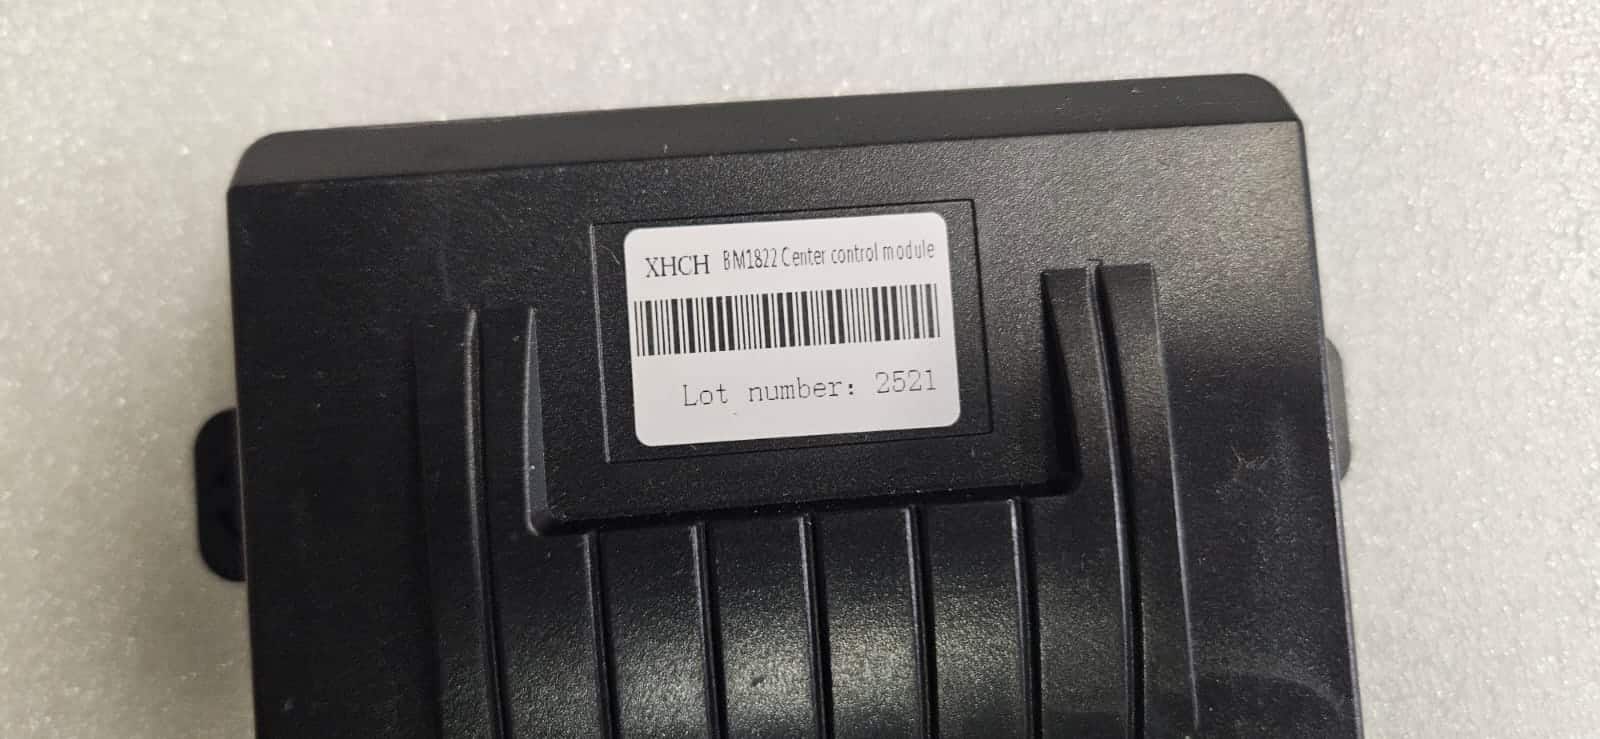 XHCH BM1822 Center control module
Lot number: 2521